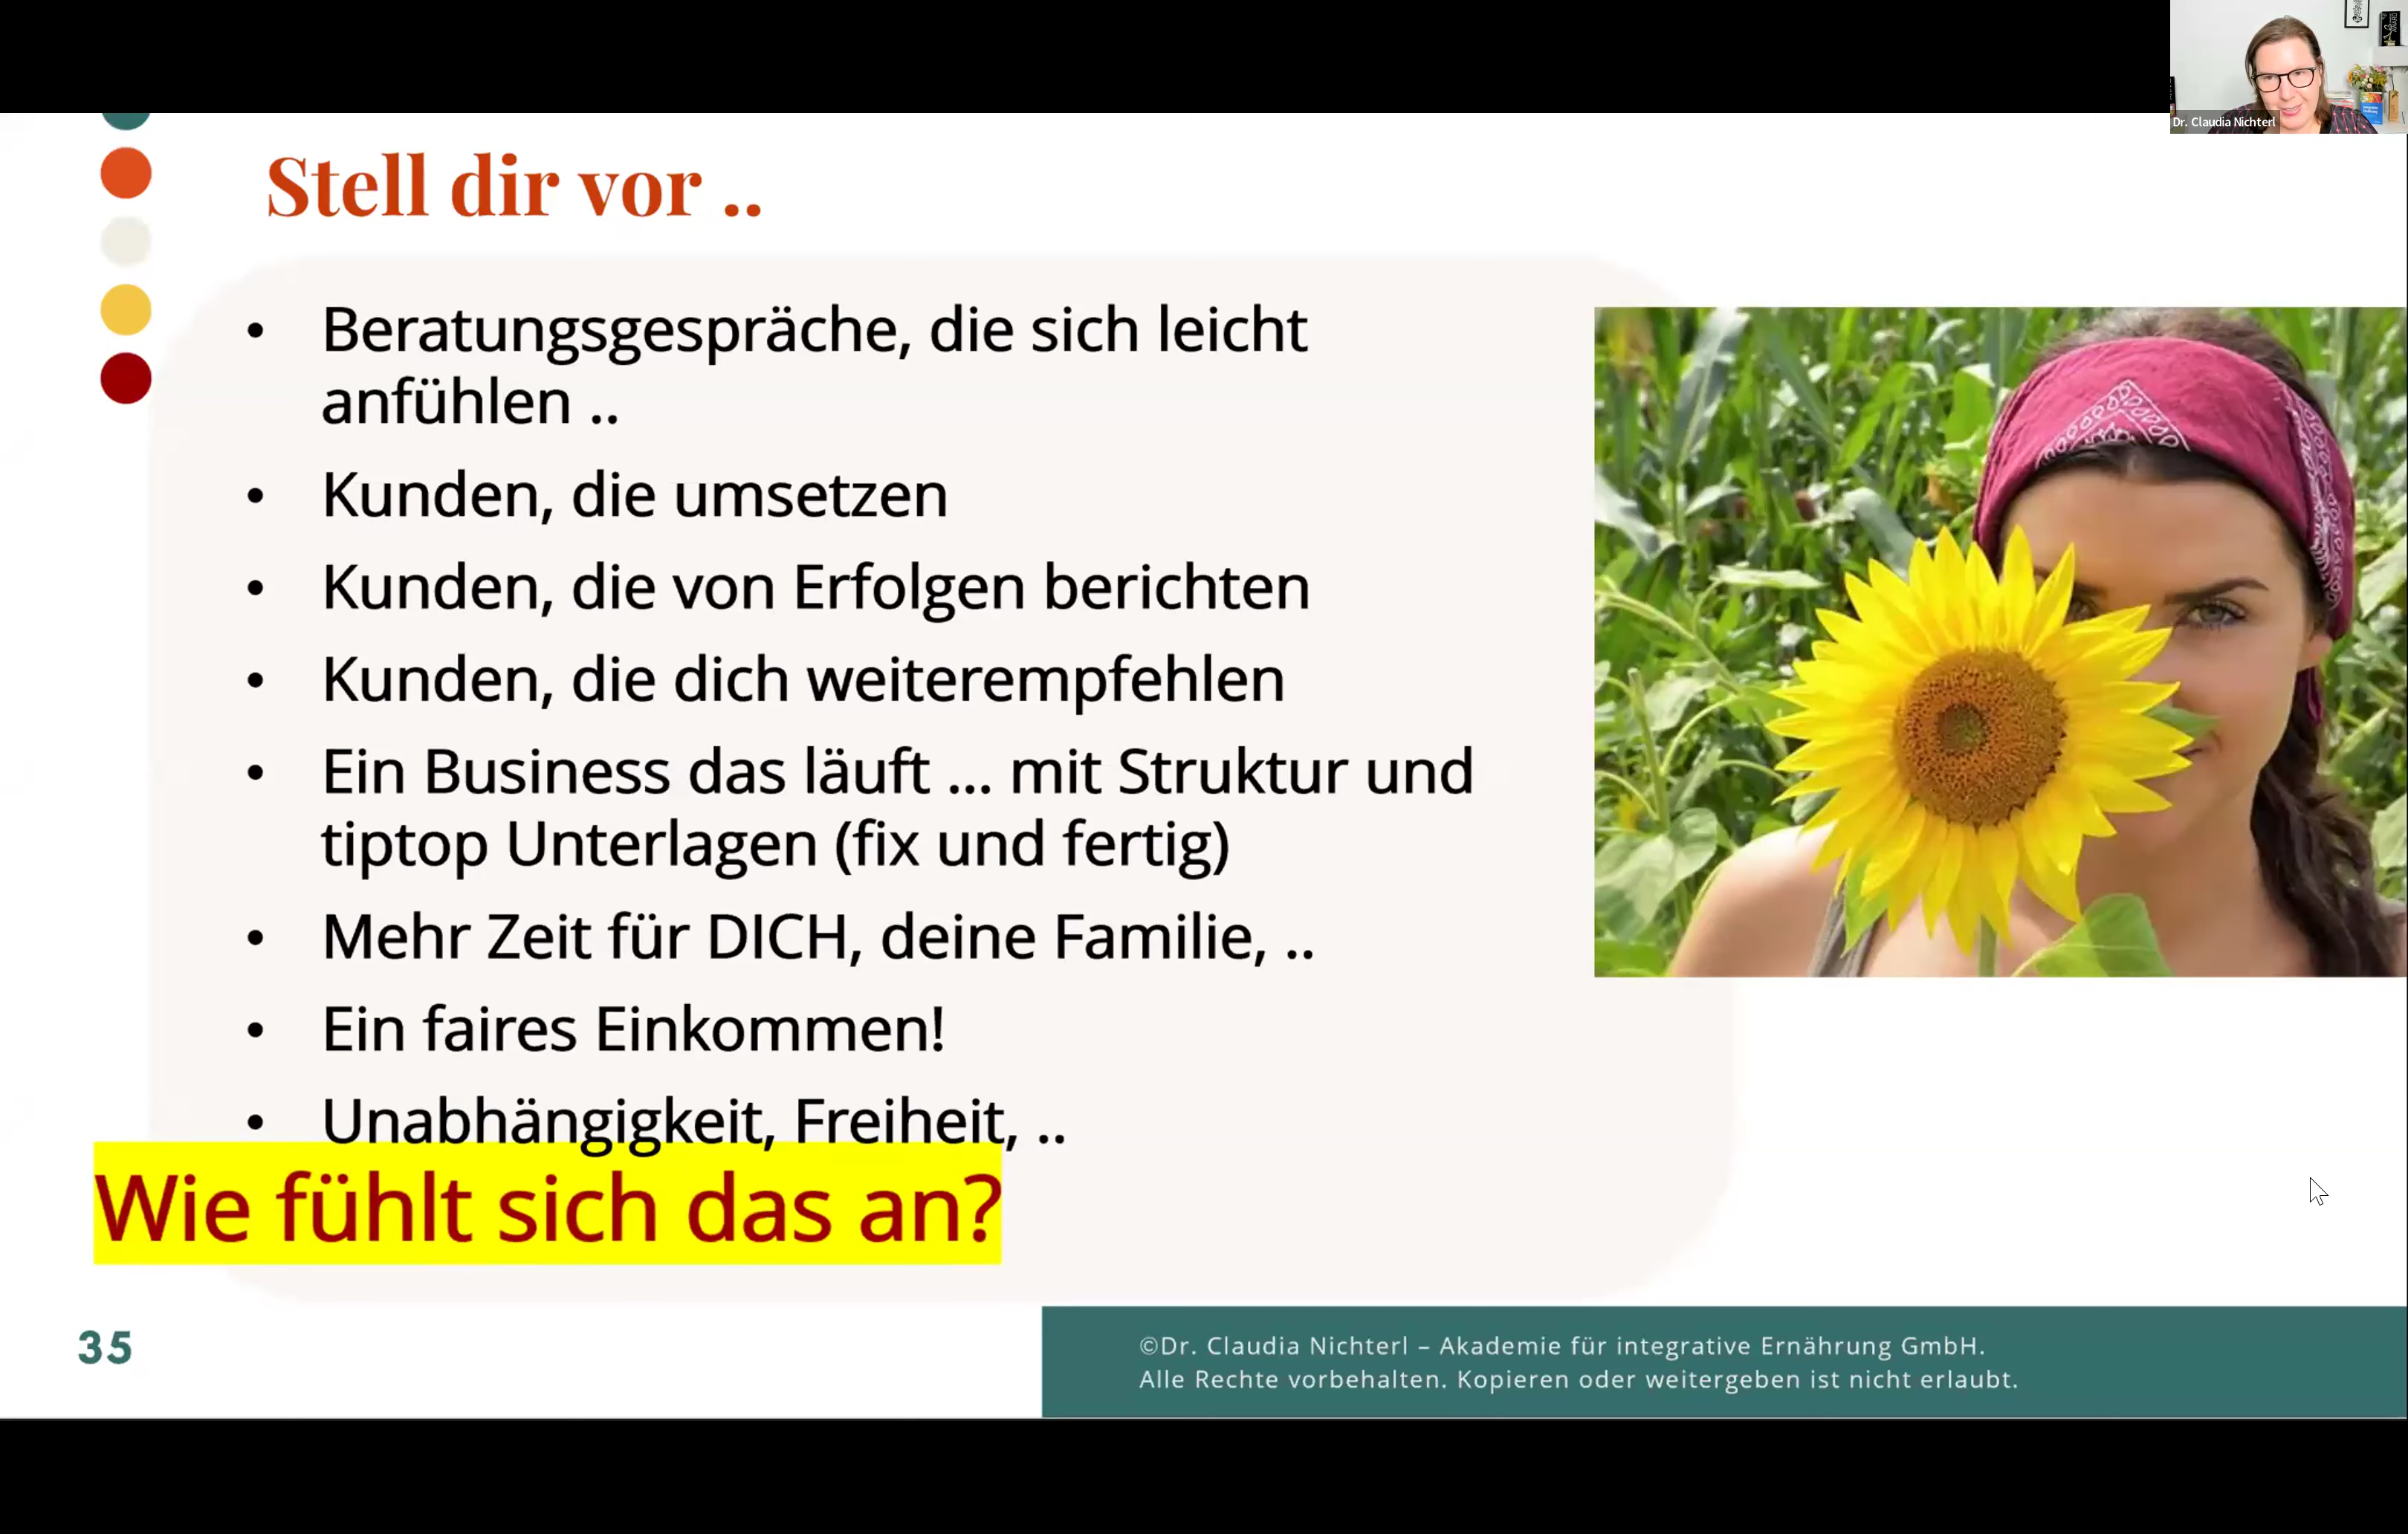 Dr. Claudia Nichterl
Stell dir vor ..
• Beratungsgespräche, die sich leicht
anfühlen ..
• Kunden, die umsetzen
• Kunden, die von Erfolgen berichten
• Kunden, die dich weiterempfehlen
• Ein Business das läuft ... mit Struktur und
tiptop Unterlagen (fix und fertig)
• Mehr Zeit für DICH, deine Familie, ..
• Ein faires Einkommen!
• Unabhängigkeit, Freiheit, ..
Wie fühlt sich das an?
35
©Dr. Claudia Nichterl – Akademie für integrative Ernährung GmbH.
Alle Rechte vorbehalten. Kopieren oder weitergeben ist nicht erlaubt.